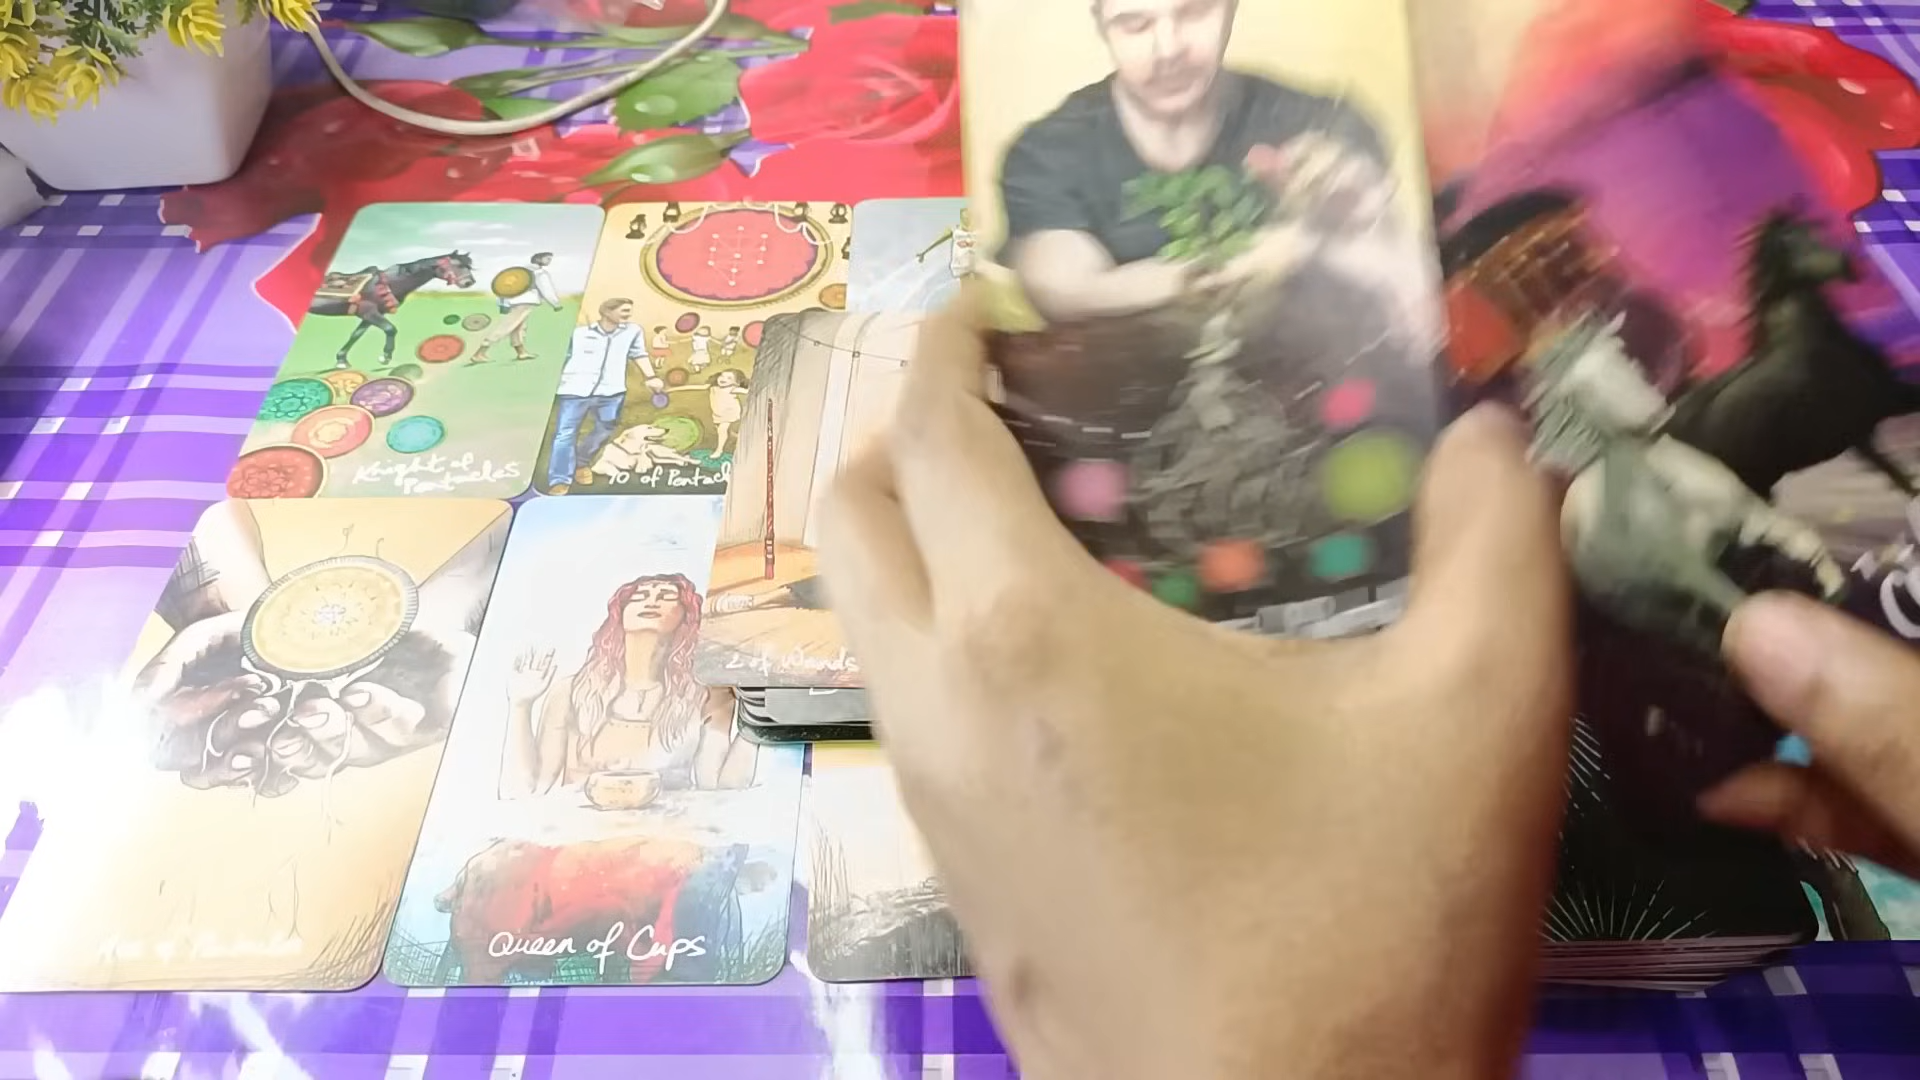 Knight of
Pentacles
10 of Pentacl
2 of Wands
Queen of Cups